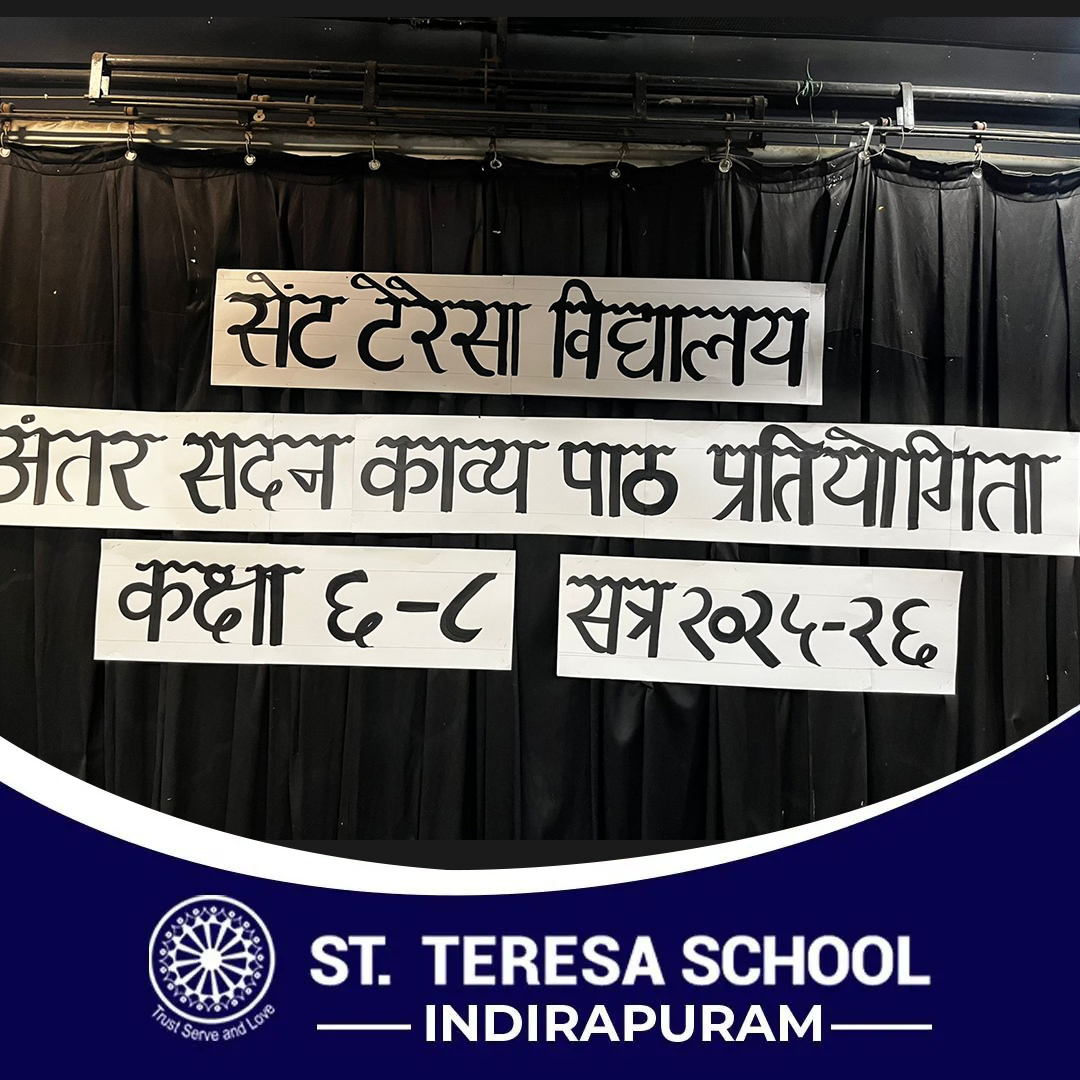 सेंट टेरेसा विद्यालय
अंतर सदन काव्य पाठ प्रतियोगिता
कक्षा ६-८ सत्र २०२५-२६
Trust Serve and Love
ST. TERESA SCHOOL
INDIRAPURAM